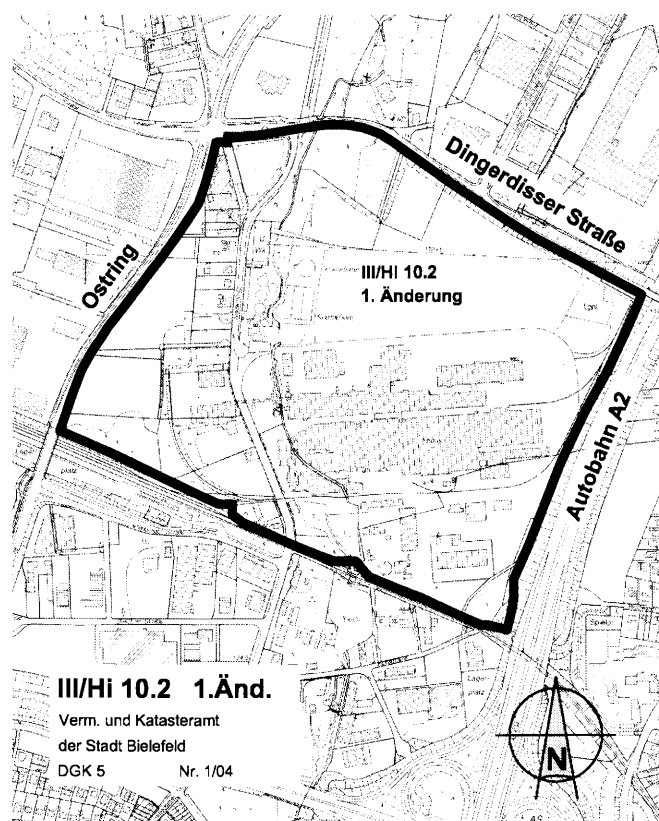 Dingerdisser Straße
Ostring
III/HI 10.2
1. Änderung
Autobahn A2
III/Hi 10.2 1.Änd.
Verm. und Katasteramt
der Stadt Bielefeld
DGK 5 Nr. 1/04
N
AS